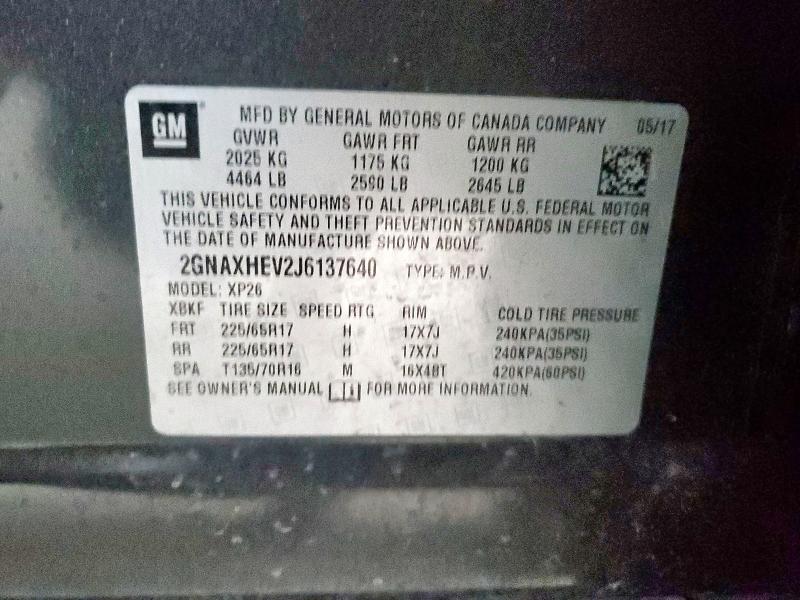 GM
MFD BY GENERAL MOTORS OF CANADA COMPANY 05/17
GVWR GAWR FRT GAWR RR
2025 KG 1175 KG 1200 KG
4464 LB 2590 LB 2645 LB
THIS VEHICLE CONFORMS TO ALL APPLICABLE U.S. FEDERAL MOTOR
VEHICLE SAFETY AND THEFT PREVENTION STANDARDS IN EFFECT ON
THE DATE OF MANUFACTURE SHOWN ABOVE.
2GNAXHEV2J6137640 TYPE: M.P.V.
MODEL: XP26
XBKF TIRE SIZE SPEED RTG RIM COLD TIRE PRESSURE
FRT 225/65R17 H 17X7J 240KPA(35PSI)
RR 225/65R17 H 17X7J 240KPA(35PSI)
SPA T135/70R16 M 16X4BT 420KPA(60PSI)
SEE OWNER'S MANUAL FOR MORE INFORMATION.